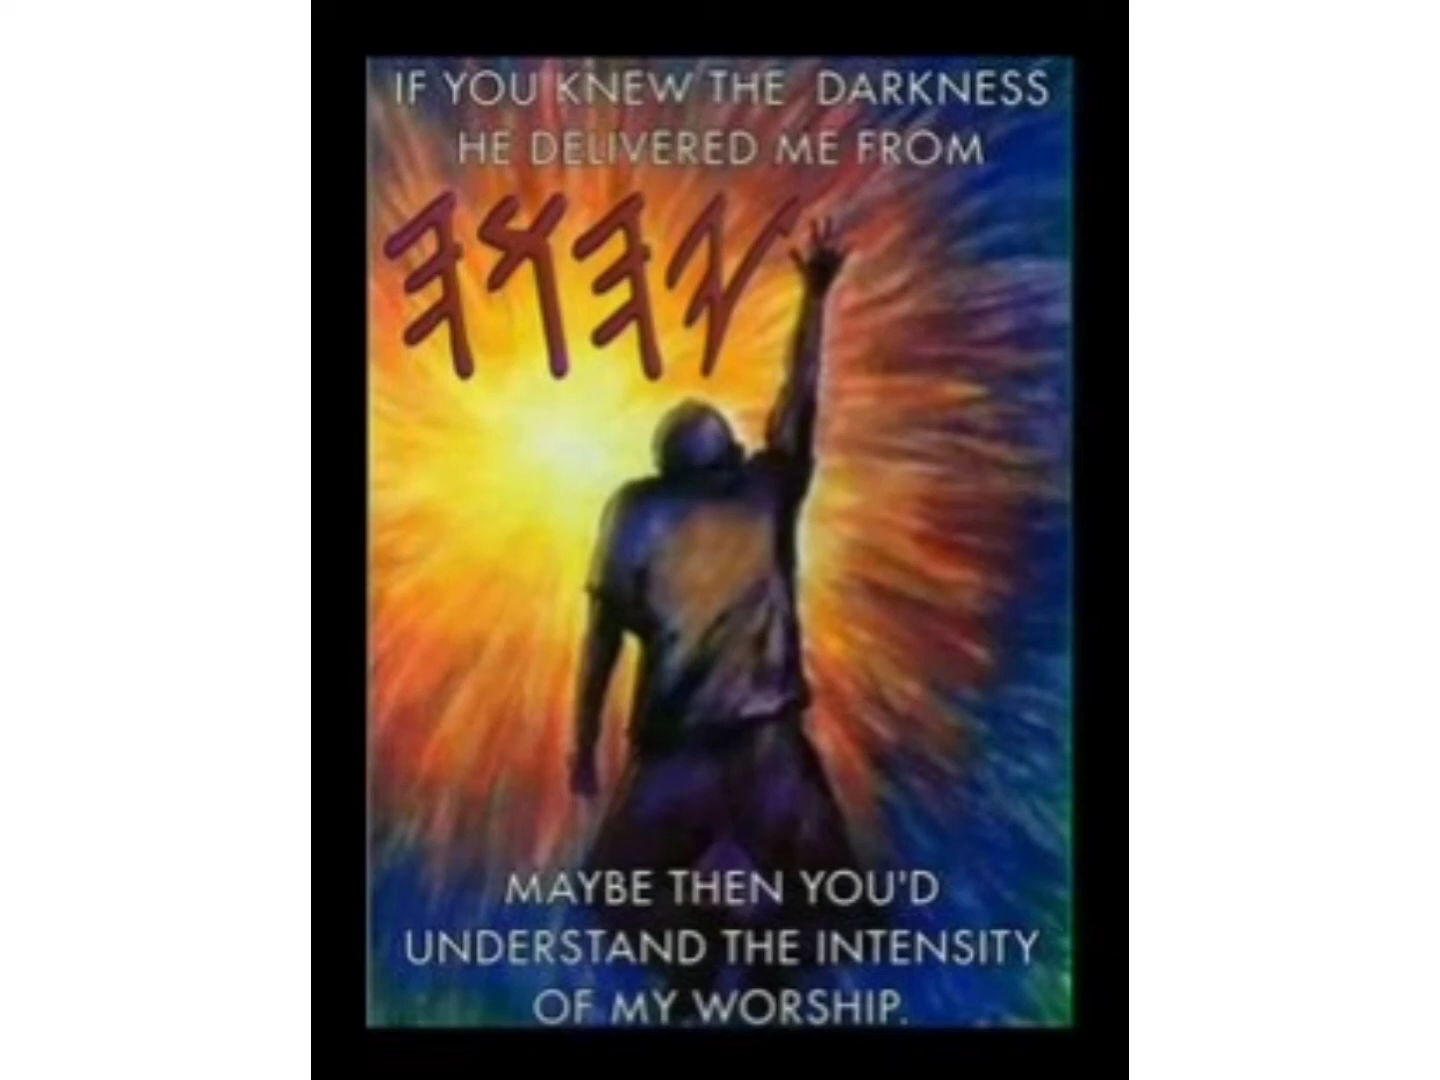 IF YOU KNEW THE DARKNESS
HE DELIVERED ME FROM
𐤉𐤄𐤅𐤄
MAYBE THEN YOU'D
UNDERSTAND THE INTENSITY
OF MY WORSHIP.